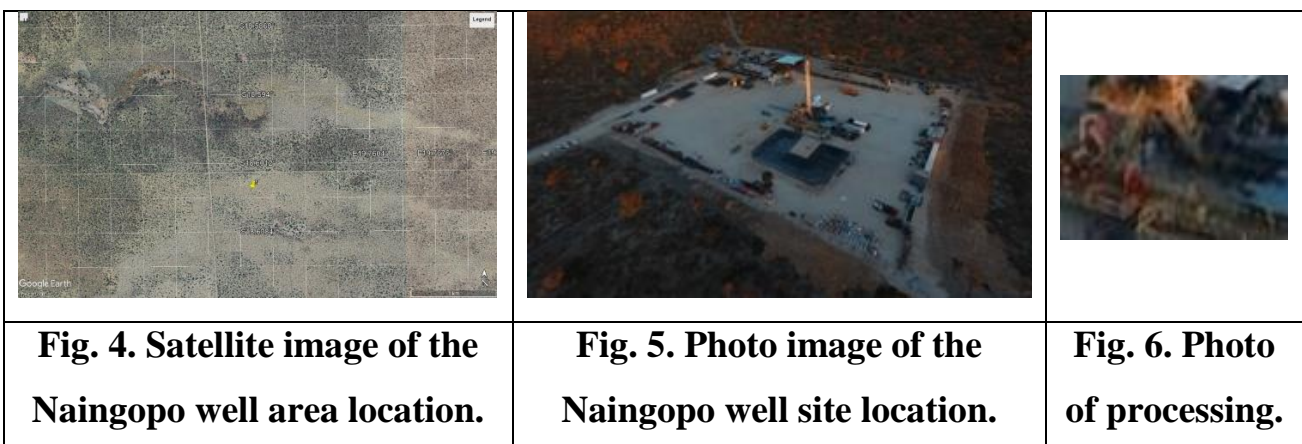 Legend
Google Earth
Fig. 4. Satellite image of the
Naingopo well area location.
Fig. 5. Photo image of the
Naingopo well site location.
Fig. 6. Photo
of processing.